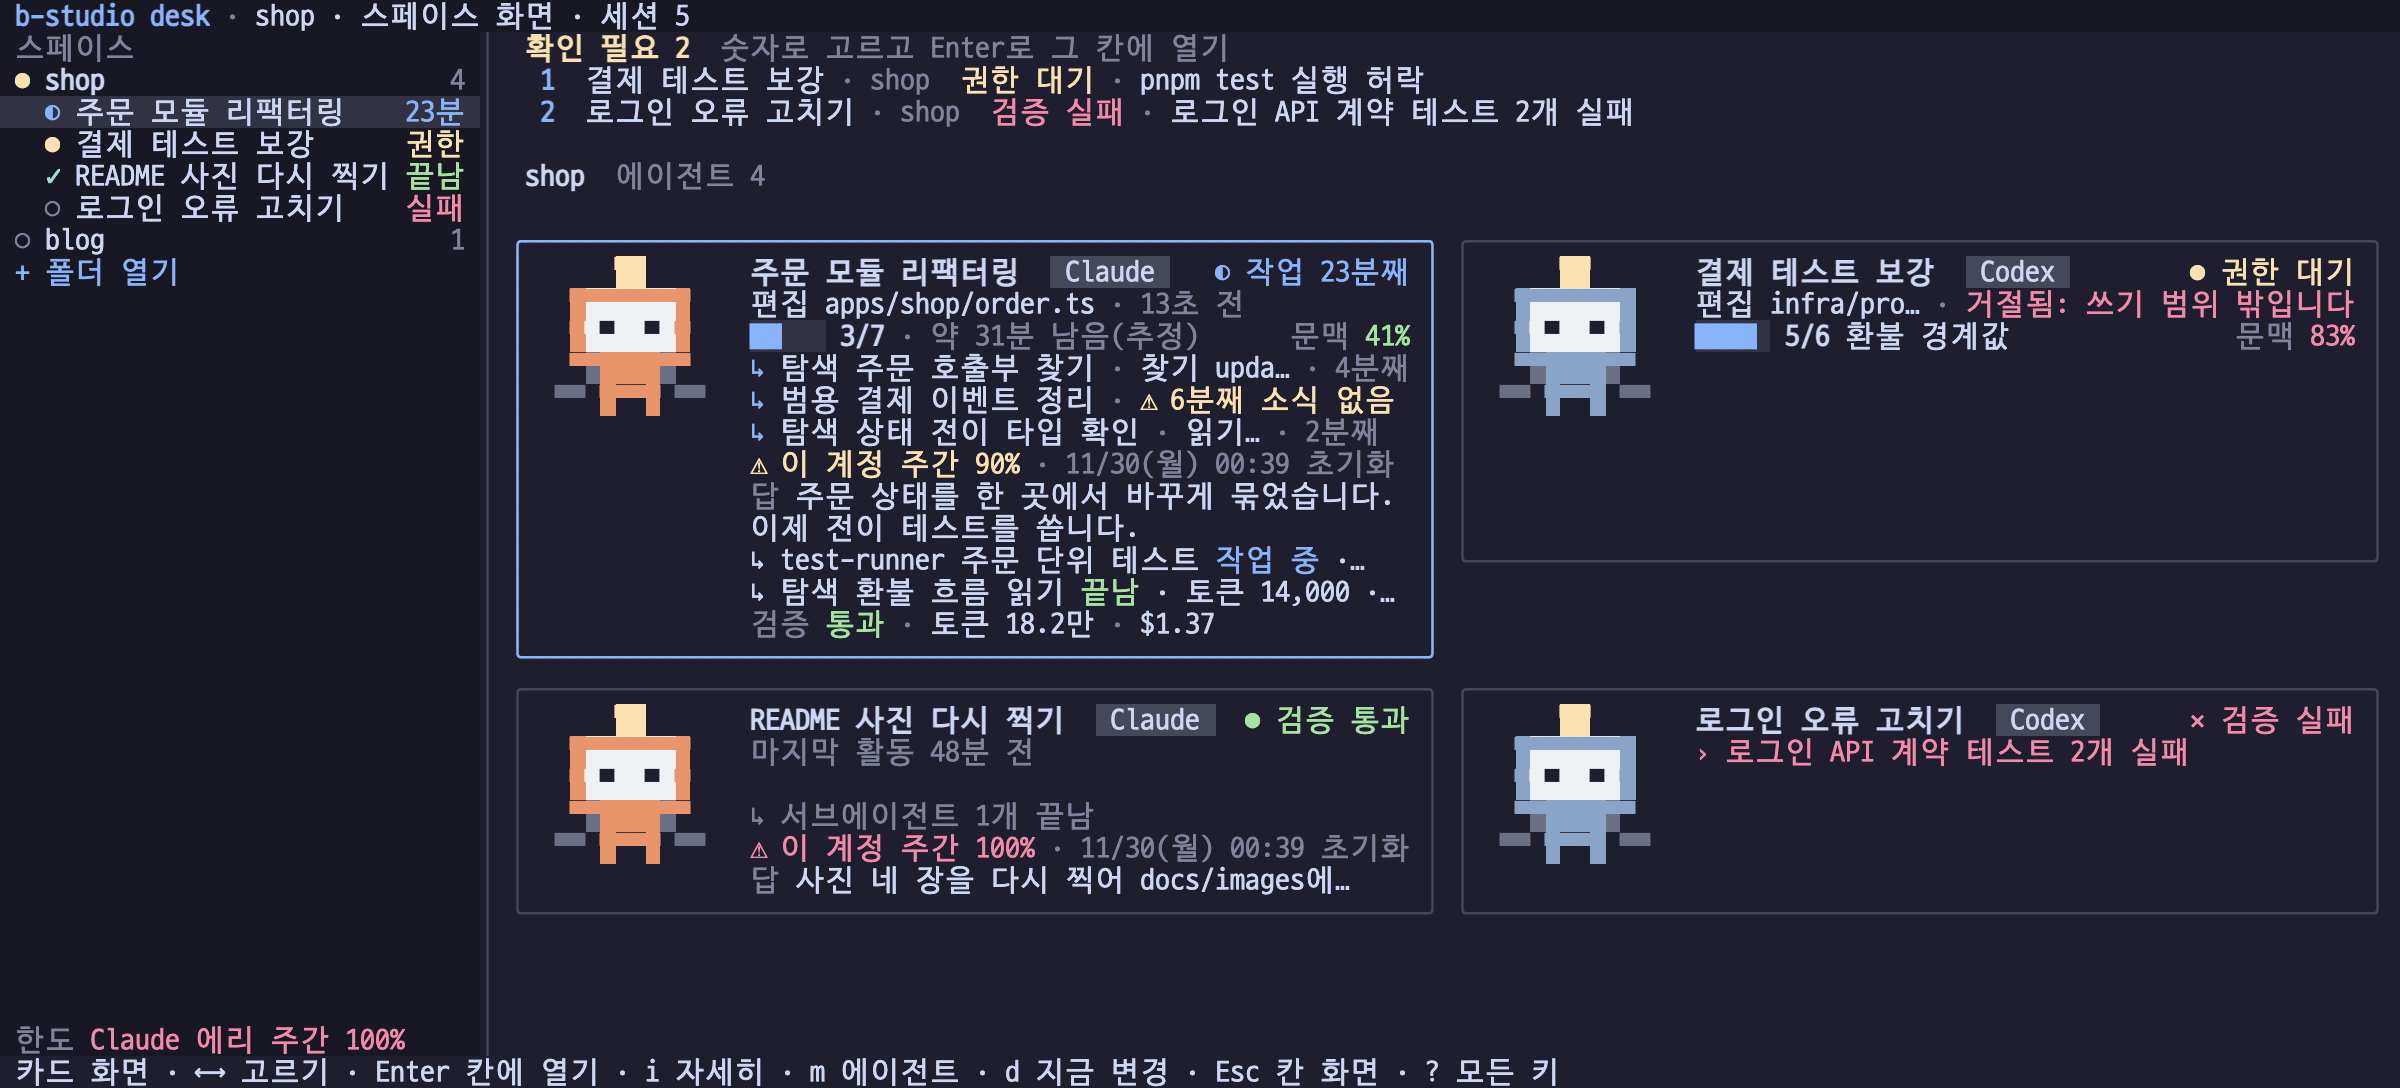 b-studio desk · shop · 스페이스 화면 · 세션 5
스페이스
● shop 4
◐ 주문 모듈 리팩터링 23분
● 결제 테스트 보강 권한
✓ README 사진 다시 찍기 끝남
○ 로그인 오류 고치기 실패
○ blog 1
+ 폴더 열기
한도 Claude 에리 주간 100%
확인 필요 2 숫자로 고르고 Enter로 그 칸에 열기
1 결제 테스트 보강 · shop 권한 대기 · pnpm test 실행 허락
2 로그인 오류 고치기 · shop 검증 실패 · 로그인 API 계약 테스트 2개 실패
shop 에이전트 4
주문 모듈 리팩터링 Claude ◐ 작업 23분째
편집 apps/shop/order.ts · 13초 전
3/7 · 약 31분 남음(추정) 문맥 41%
↳ 탐색 주문 호출부 찾기 · 찾기 upda… · 4분째
↳ 범용 결제 이벤트 정리 · ⚠ 6분째 소식 없음
↳ 탐색 상태 전이 타입 확인 · 읽기… · 2분째
⚠ 이 계정 주간 90% · 11/30(월) 00:39 초기화
답 주문 상태를 한 곳에서 바꾸게 묶었습니다.
이제 전이 테스트를 씁니다.
↳ test-runner 주문 단위 테스트 작업 중 ·…
↳ 탐색 환불 흐름 읽기 끝남 · 토큰 14,000 ·…
검증 통과 · 토큰 18.2만 · $1.37
결제 테스트 보강 Codex ● 권한 대기
편집 infra/pro… · 거절됨: 쓰기 범위 밖입니다
5/6 환불 경계값 문맥 83%
README 사진 다시 찍기 Claude ● 검증 통과
마지막 활동 48분 전
↳ 서브에이전트 1개 끝남
⚠ 이 계정 주간 100% · 11/30(월) 00:39 초기화
답 사진 네 장을 다시 찍어 docs/images에…
로그인 오류 고치기 Codex × 검증 실패
› 로그인 API 계약 테스트 2개 실패
카드 화면 · ←→ 고르기 · Enter 칸에 열기 · i 자세히 · m 에이전트 · d 지금 변경 · Esc 칸 화면 · ? 모든 키